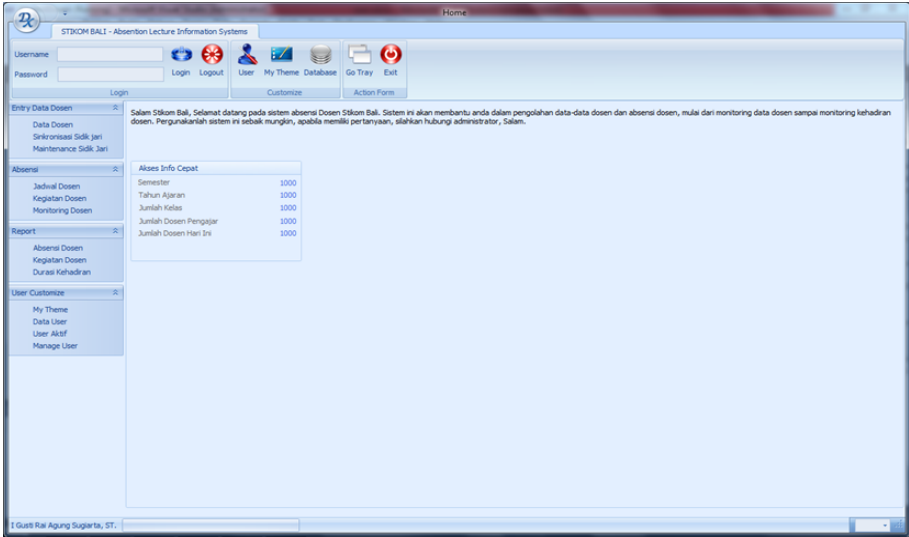 Home
STIKOM BALI - Absention Lecture Information Systems
Username
Password
Login
Logout
Login
User
My Theme
Database
Customize
Go Tray
Exit
Action Form
Entry Data Dosen
Data Dosen
Sinkronisasi Sidik jari
Maintenance Sidik Jari
Absensi
Jadwal Dosen
Kegiatan Dosen
Monitoring Dosen
Report
Absensi Dosen
Kegiatan Dosen
Durasi Kehadiran
User Customize
My Theme
Data User
User Aktif
Manage User
Salam Stikom Bali, Selamat datang pada sistem absensi Dosen Stikom Bali. Sistem ini akan membantu anda dalam pengolahan data-data dosen dan absensi dosen, mulai dari monitoring data dosen sampai monitoring kehadiran
dosen. Pergunakanlah sistem ini sebaik mungkin, apabila memiliki pertanyaan, silahkan hubungi administrator, Salam.
Akses Info Cepat
Semester 1000
Tahun Ajaran 1000
Jumlah Kelas 1000
Jumlah Dosen Pengajar 1000
Jumlah Dosen Hari Ini 1000
I Gusti Rai Agung Sugiarta, ST.